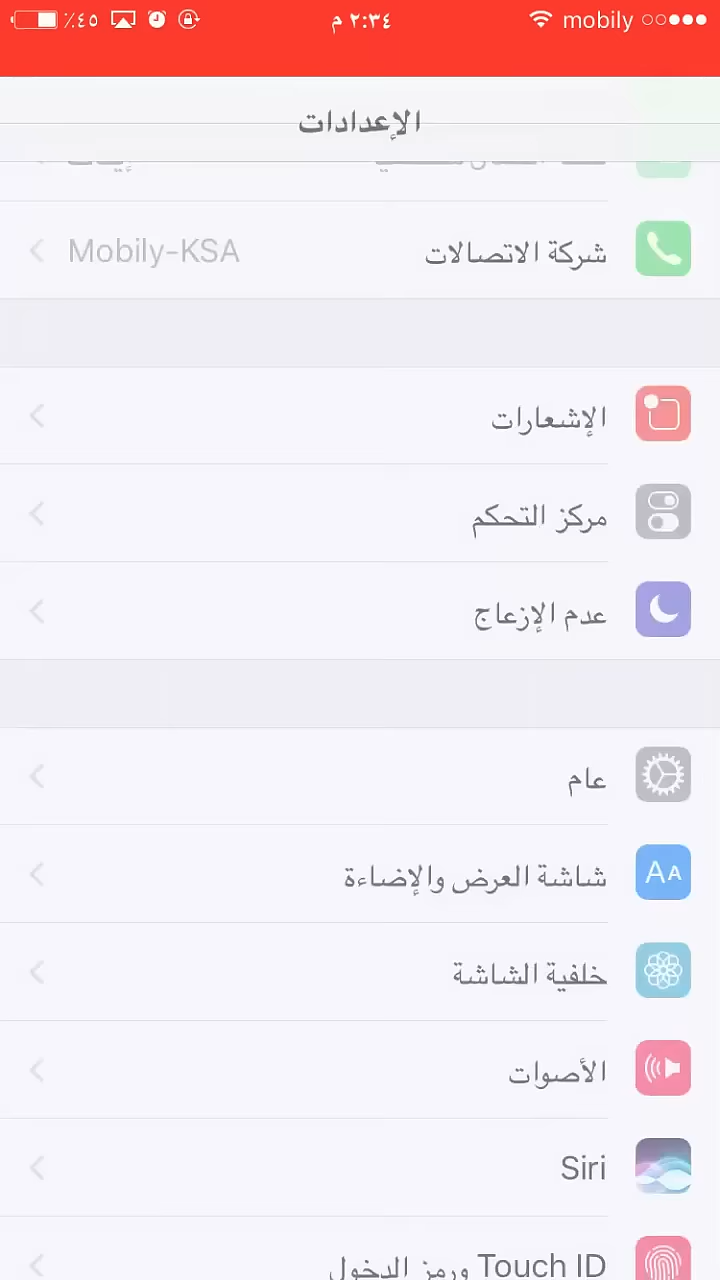 mobily ٢:٣٤ م ٪٤٥
الإعدادات
شركة الاتصالات Mobily-KSA
الإشعارات
مركز التحكم
عدم الإزعاج
عام
شاشة العرض والإضاءة
خلفية الشاشة
الأصوات
Siri
Touch ID ورمز الدخول